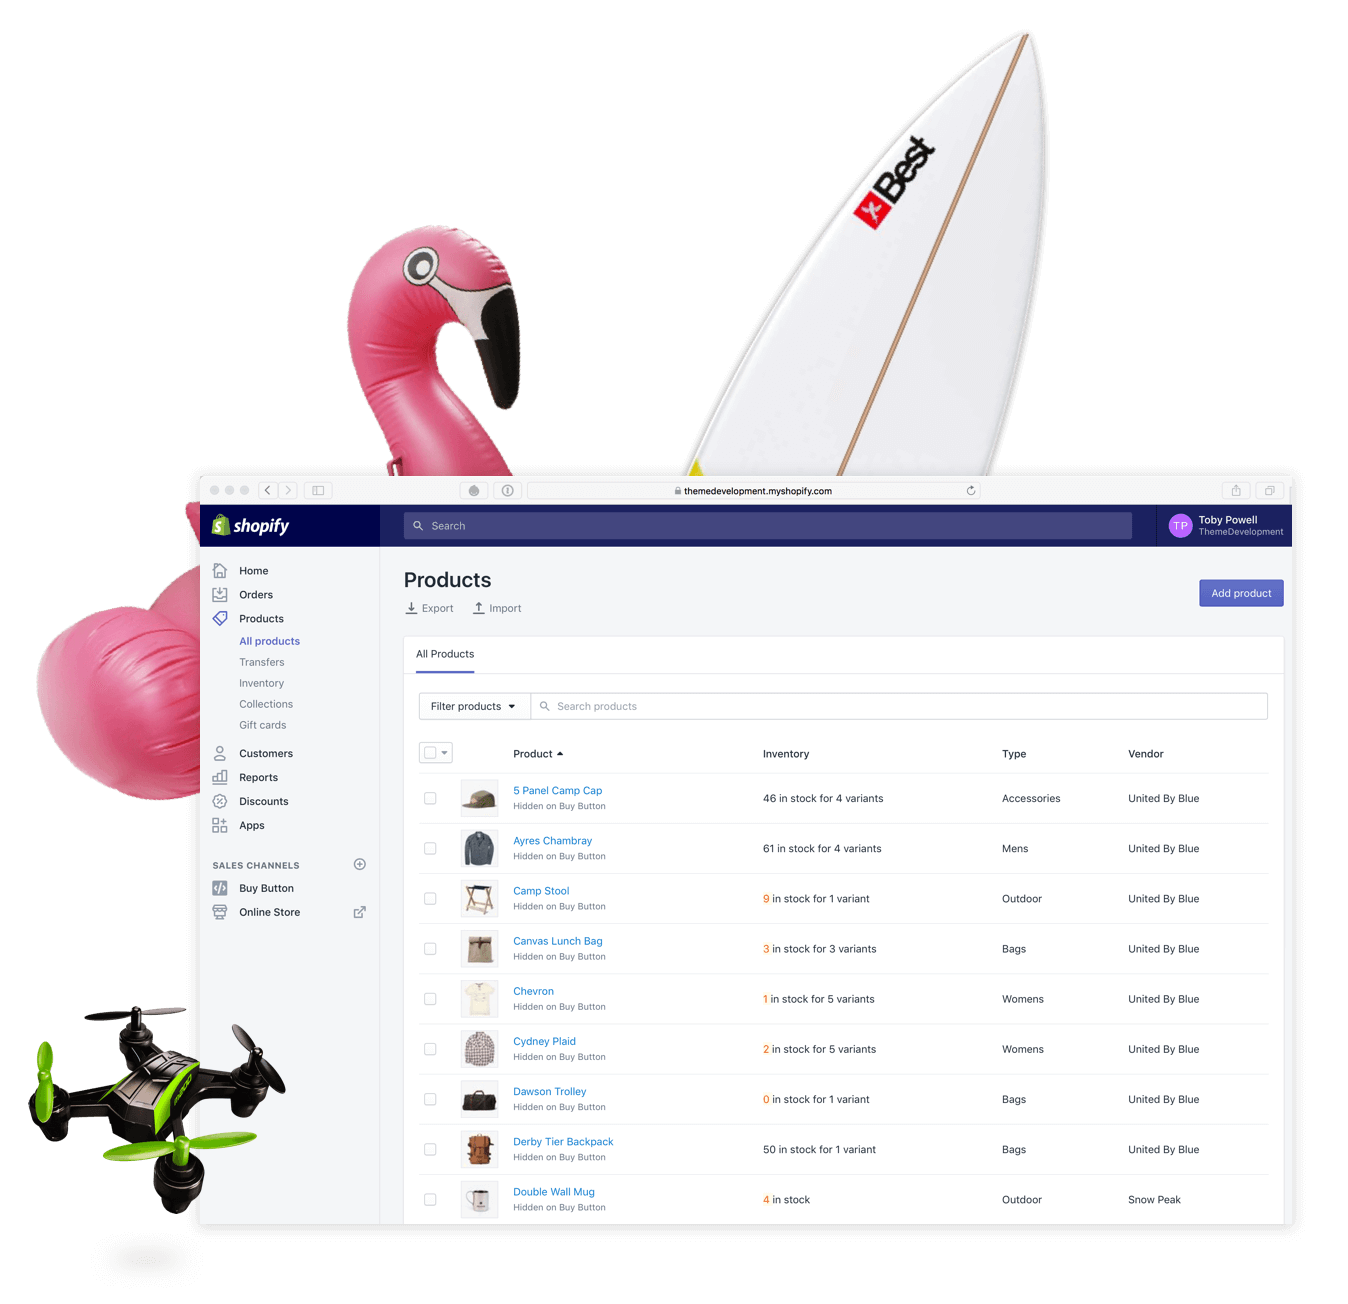 Best
themedevelopment.myshopify.com
shopify
Search
TP
Toby Powell
ThemeDevelopment
Home
Orders
Products
All products
Transfers
Inventory
Collections
Gift cards
Customers
Reports
Discounts
Apps
SALES CHANNELS
Buy Button
Online Store
Products
Export Import
Add product
All Products
Filter products Search products
Product Inventory Type Vendor
5 Panel Camp Cap
Hidden on Buy Button
46 in stock for 4 variants Accessories United By Blue
Ayres Chambray
Hidden on Buy Button
61 in stock for 4 variants Mens United By Blue
Camp Stool
Hidden on Buy Button
9 in stock for 1 variant Outdoor United By Blue
Canvas Lunch Bag
Hidden on Buy Button
3 in stock for 3 variants Bags United By Blue
Chevron
Hidden on Buy Button
1 in stock for 5 variants Womens United By Blue
Cydney Plaid
Hidden on Buy Button
2 in stock for 5 variants Womens United By Blue
Dawson Trolley
Hidden on Buy Button
0 in stock for 1 variant Bags United By Blue
Derby Tier Backpack
Hidden on Buy Button
50 in stock for 1 variant Bags United By Blue
Double Wall Mug
Hidden on Buy Button
4 in stock Outdoor Snow Peak